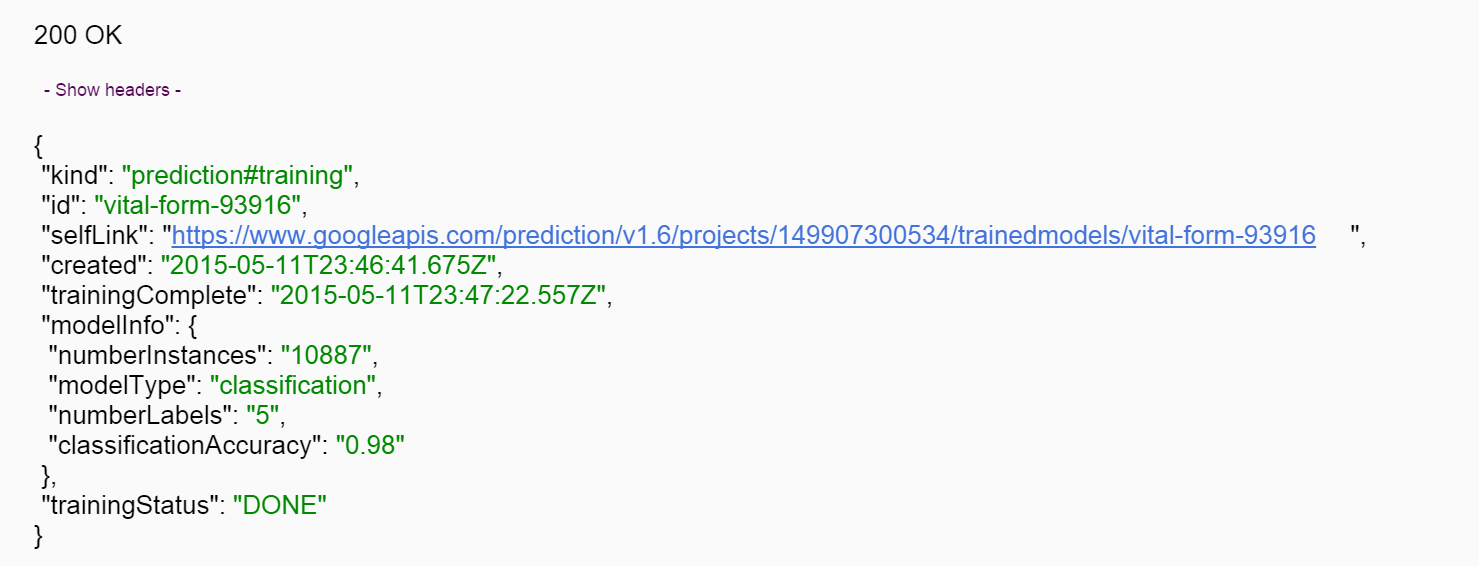 200 OK
- Show headers -
{
"kind": "prediction#training",
"id": "vital-form-93916",
"selfLink": "https://www.googleapis.com/prediction/v1.6/projects/149907300534/trainedmodels/vital-form-93916 ",
"created": "2015-05-11T23:46:41.675Z",
"trainingComplete": "2015-05-11T23:47:22.557Z",
"modelInfo": {
"numberInstances": "10887",
"modelType": "classification",
"numberLabels": "5",
"classificationAccuracy": "0.98"
},
"trainingStatus": "DONE"
}